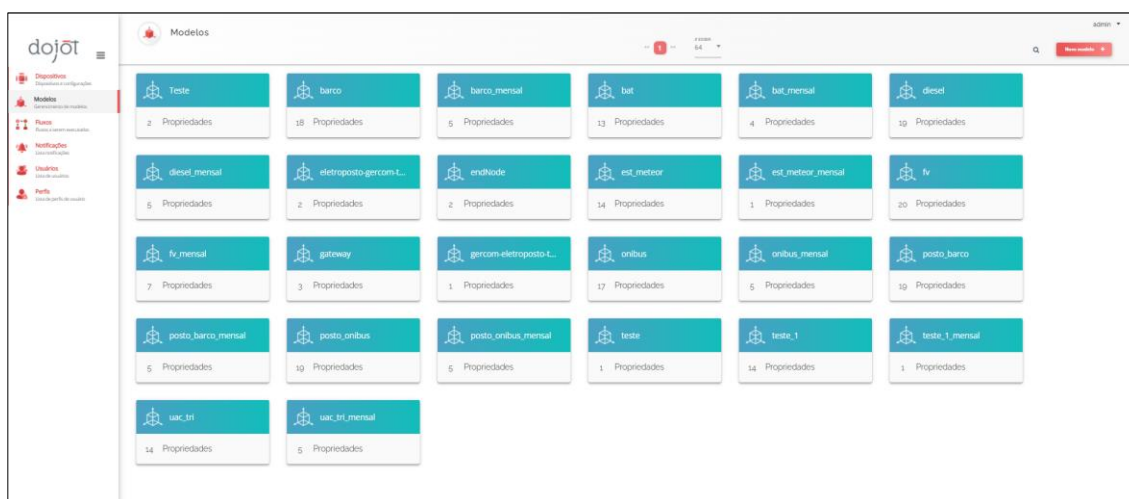 admin
dojot
Modelos
1
64
Novo modelo
Dispositivos
Dispositivos e configurações
Modelos
Gerenciamento de modelos
Fluxos
Fluxos a serem executados
Notificações
Lista notificações
Usuários
Lista de usuários
Perfis
Lista de perfis de usuário
Teste
2 Propriedades
barco
18 Propriedades
barco_mensal
5 Propriedades
bat
13 Propriedades
bat_mensal
4 Propriedades
diesel
19 Propriedades
diesel_mensal
5 Propriedades
eletroposto-gercom-t...
2 Propriedades
endNode
2 Propriedades
est_meteor
14 Propriedades
est_meteor_mensal
1 Propriedades
fv
20 Propriedades
fv_mensal
7 Propriedades
gateway
3 Propriedades
gercom-eletroposto-t...
1 Propriedades
onibus
17 Propriedades
onibus_mensal
5 Propriedades
posto_barco
19 Propriedades
posto_barco_mensal
5 Propriedades
posto_onibus
19 Propriedades
posto_onibus_mensal
5 Propriedades
teste
1 Propriedades
teste_1
14 Propriedades
teste_1_mensal
1 Propriedades
uac_tri
14 Propriedades
uac_tri_mensal
5 Propriedades